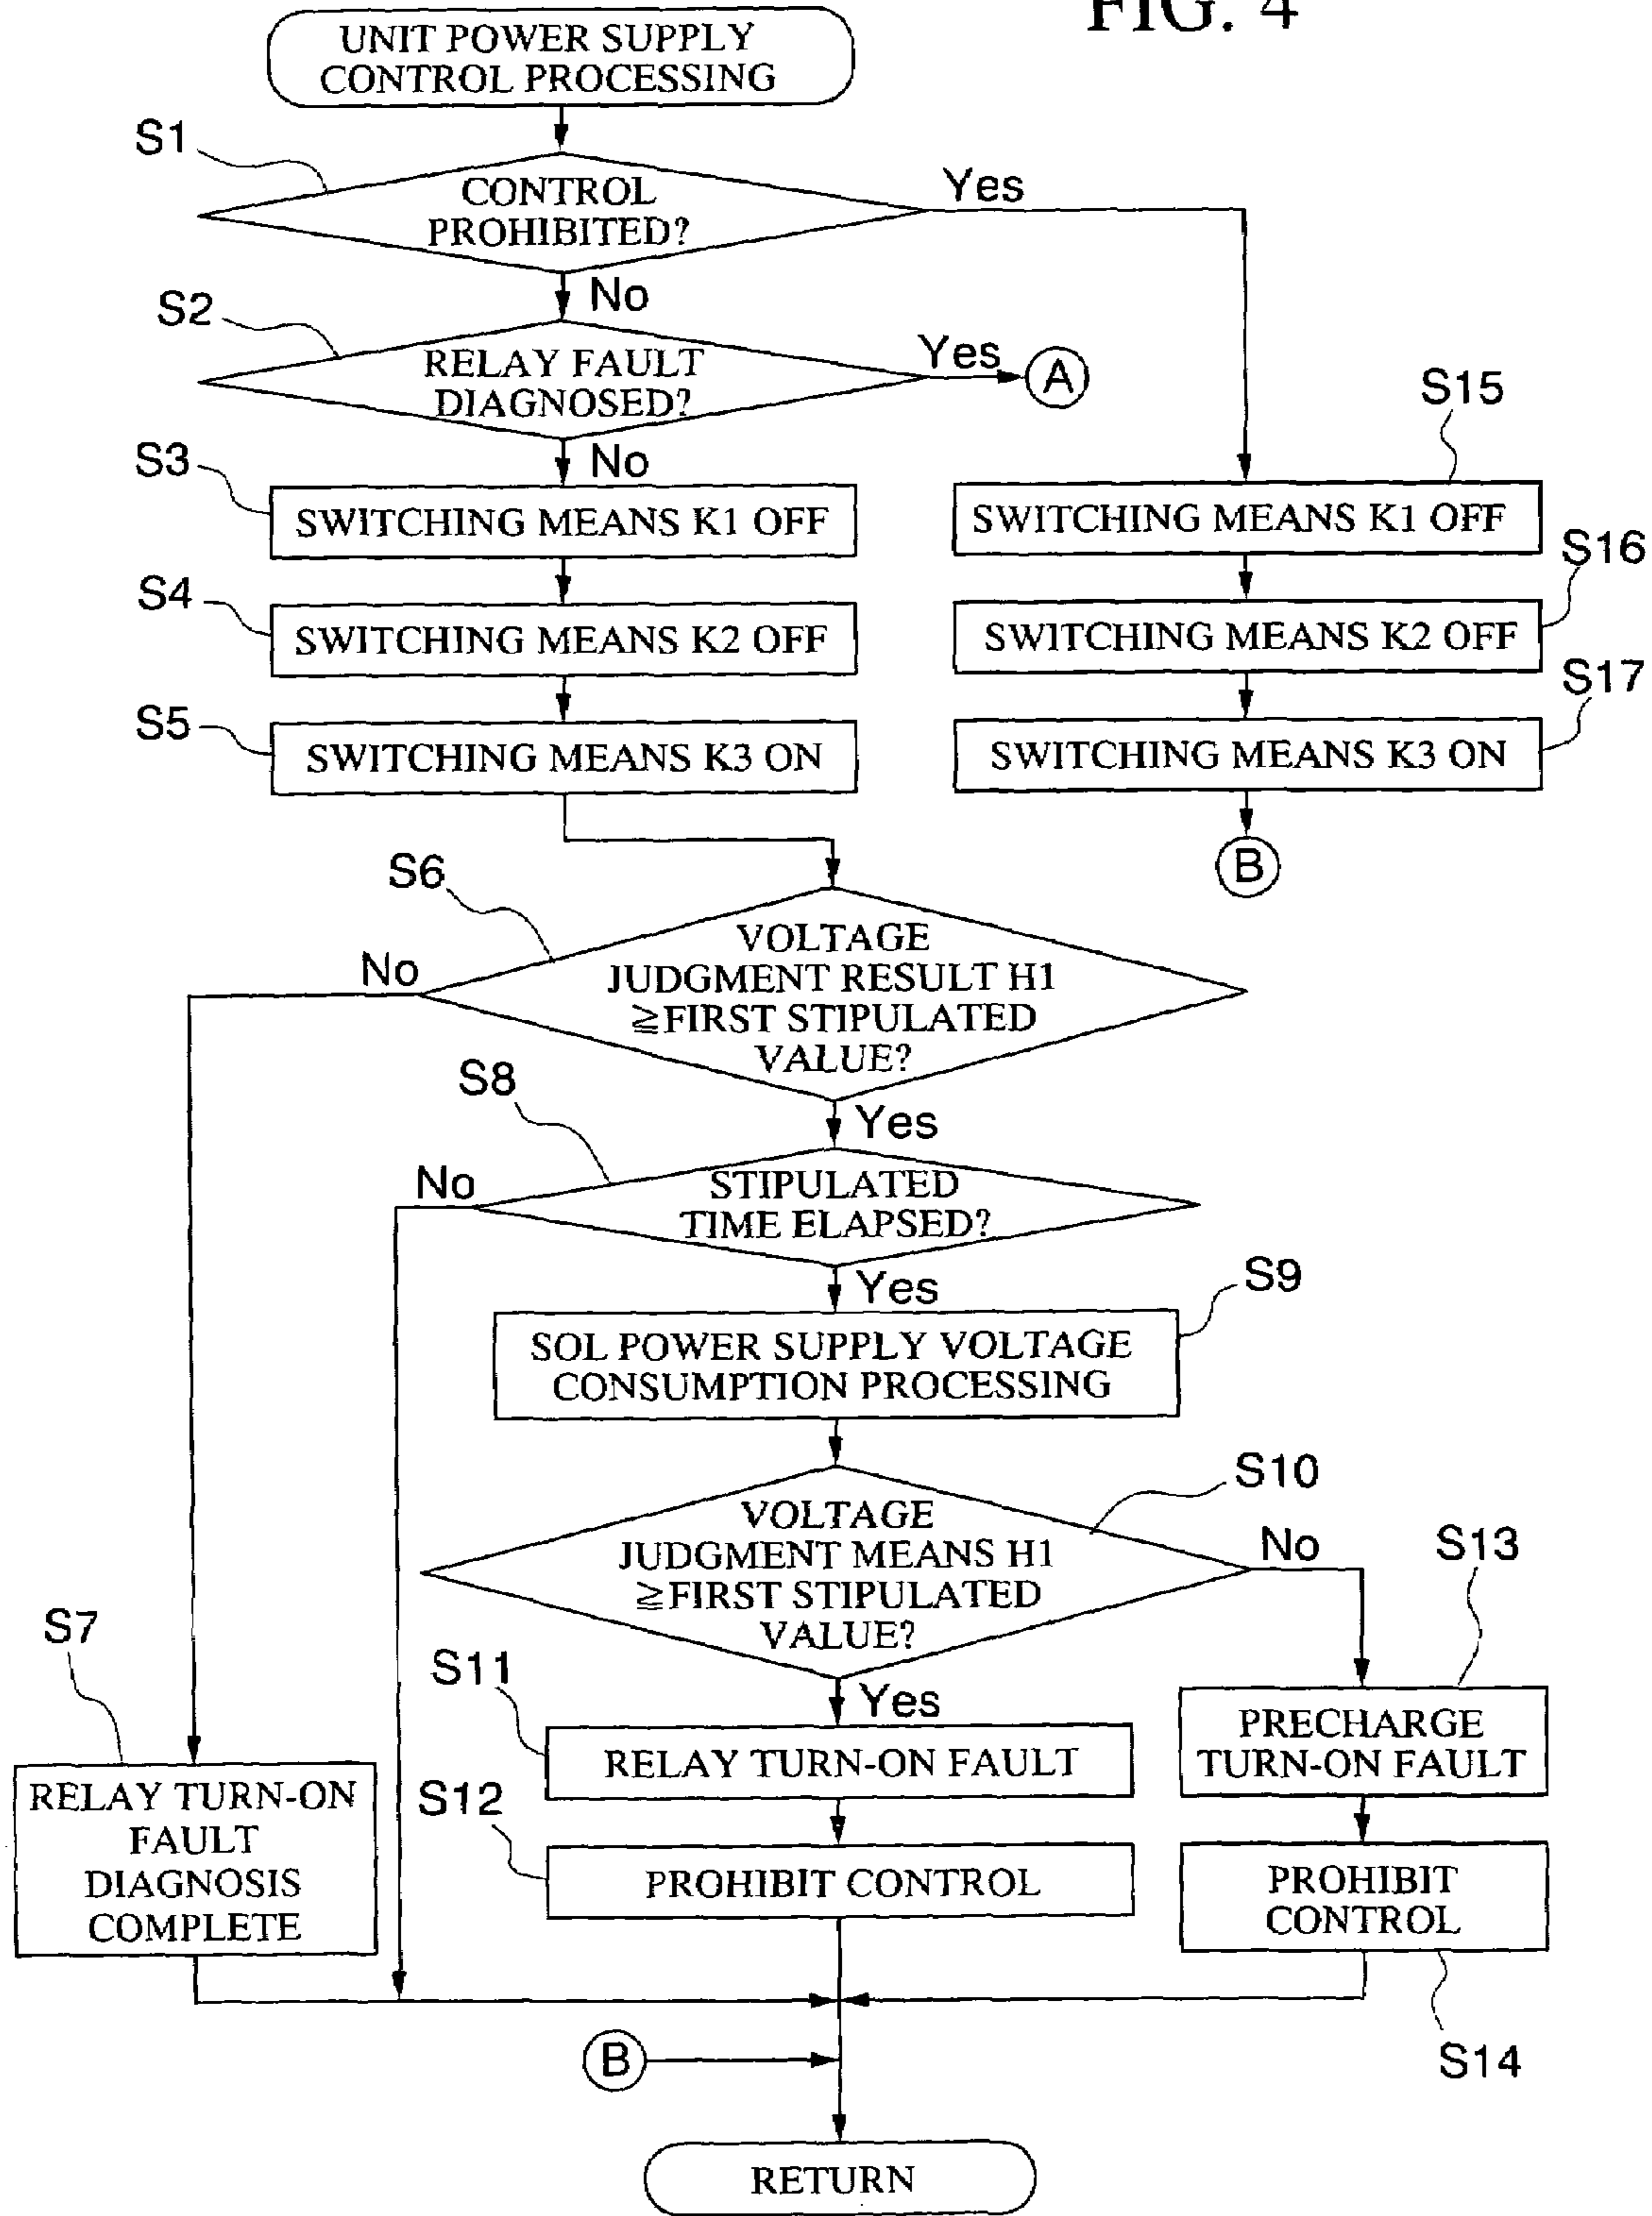 FIG. 4
UNIT POWER SUPPLY
CONTROL PROCESSING
S1
CONTROL
PROHIBITED?
Yes
No
S2
RELAY FAULT
DIAGNOSED?
Yes
A
No
S3
SWITCHING MEANS K1 OFF
S4
SWITCHING MEANS K2 OFF
S5
SWITCHING MEANS K3 ON
S15
SWITCHING MEANS K1 OFF
S16
SWITCHING MEANS K2 OFF
S17
SWITCHING MEANS K3 ON
B
S6
VOLTAGE
JUDGMENT RESULT H1
≧FIRST STIPULATED
VALUE?
No
Yes
S8
STIPULATED
TIME ELAPSED?
No
Yes
S9
SOL POWER SUPPLY VOLTAGE
CONSUMPTION PROCESSING
S10
VOLTAGE
JUDGMENT MEANS H1
≧FIRST STIPULATED
VALUE?
No
Yes
S7
RELAY TURN-ON
FAULT
DIAGNOSIS
COMPLETE
S11
RELAY TURN-ON FAULT
S12
PROHIBIT CONTROL
S13
PRECHARGE
TURN-ON FAULT
PROHIBIT
CONTROL
S14
B
RETURN